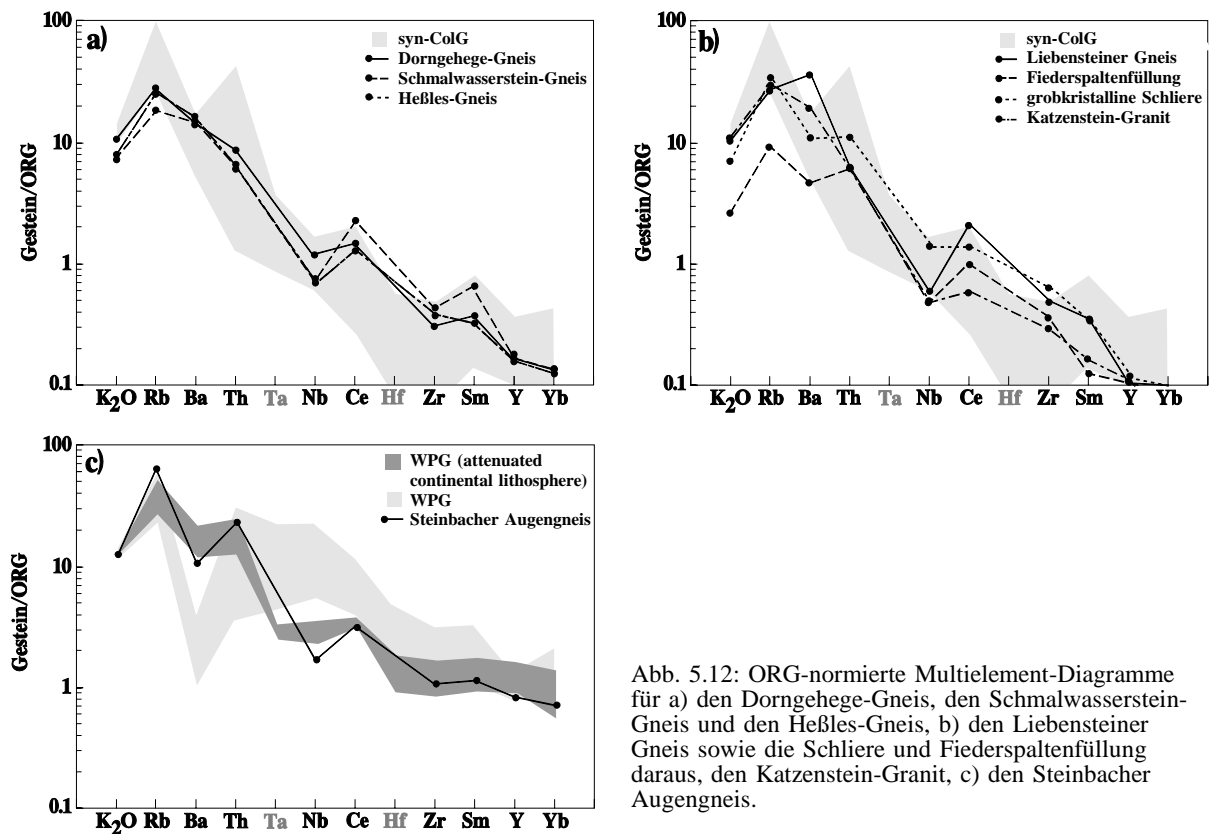 a)
100
10
1
0.1
Gestein/ORG
syn-ColG
Dorngehege-Gneis
Schmalwasserstein-Gneis
Heßles-Gneis
K2O Rb Ba Th Ta Nb Ce Hf Zr Sm Y Yb
b)
100
10
1
0.1
Gestein/ORG
syn-ColG
Liebensteiner Gneis
Fiederspaltenfüllung
grobkristalline Schliere
Katzenstein-Granit
K2O Rb Ba Th Ta Nb Ce Hf Zr Sm Y Yb
c)
100
10
1
0.1
Gestein/ORG
WPG (attenuated
continental lithosphere)
WPG
Steinbacher Augengneis
K2O Rb Ba Th Ta Nb Ce Hf Zr Sm Y Yb
Abb. 5.12: ORG-normierte Multielement-Diagramme
für a) den Dorngehege-Gneis, den Schmalwasserstein-
Gneis und den Heßles-Gneis, b) den Liebensteiner
Gneis sowie die Schliere und Fiederspaltenfüllung
daraus, den Katzenstein-Granit, c) den Steinbacher
Augengneis.